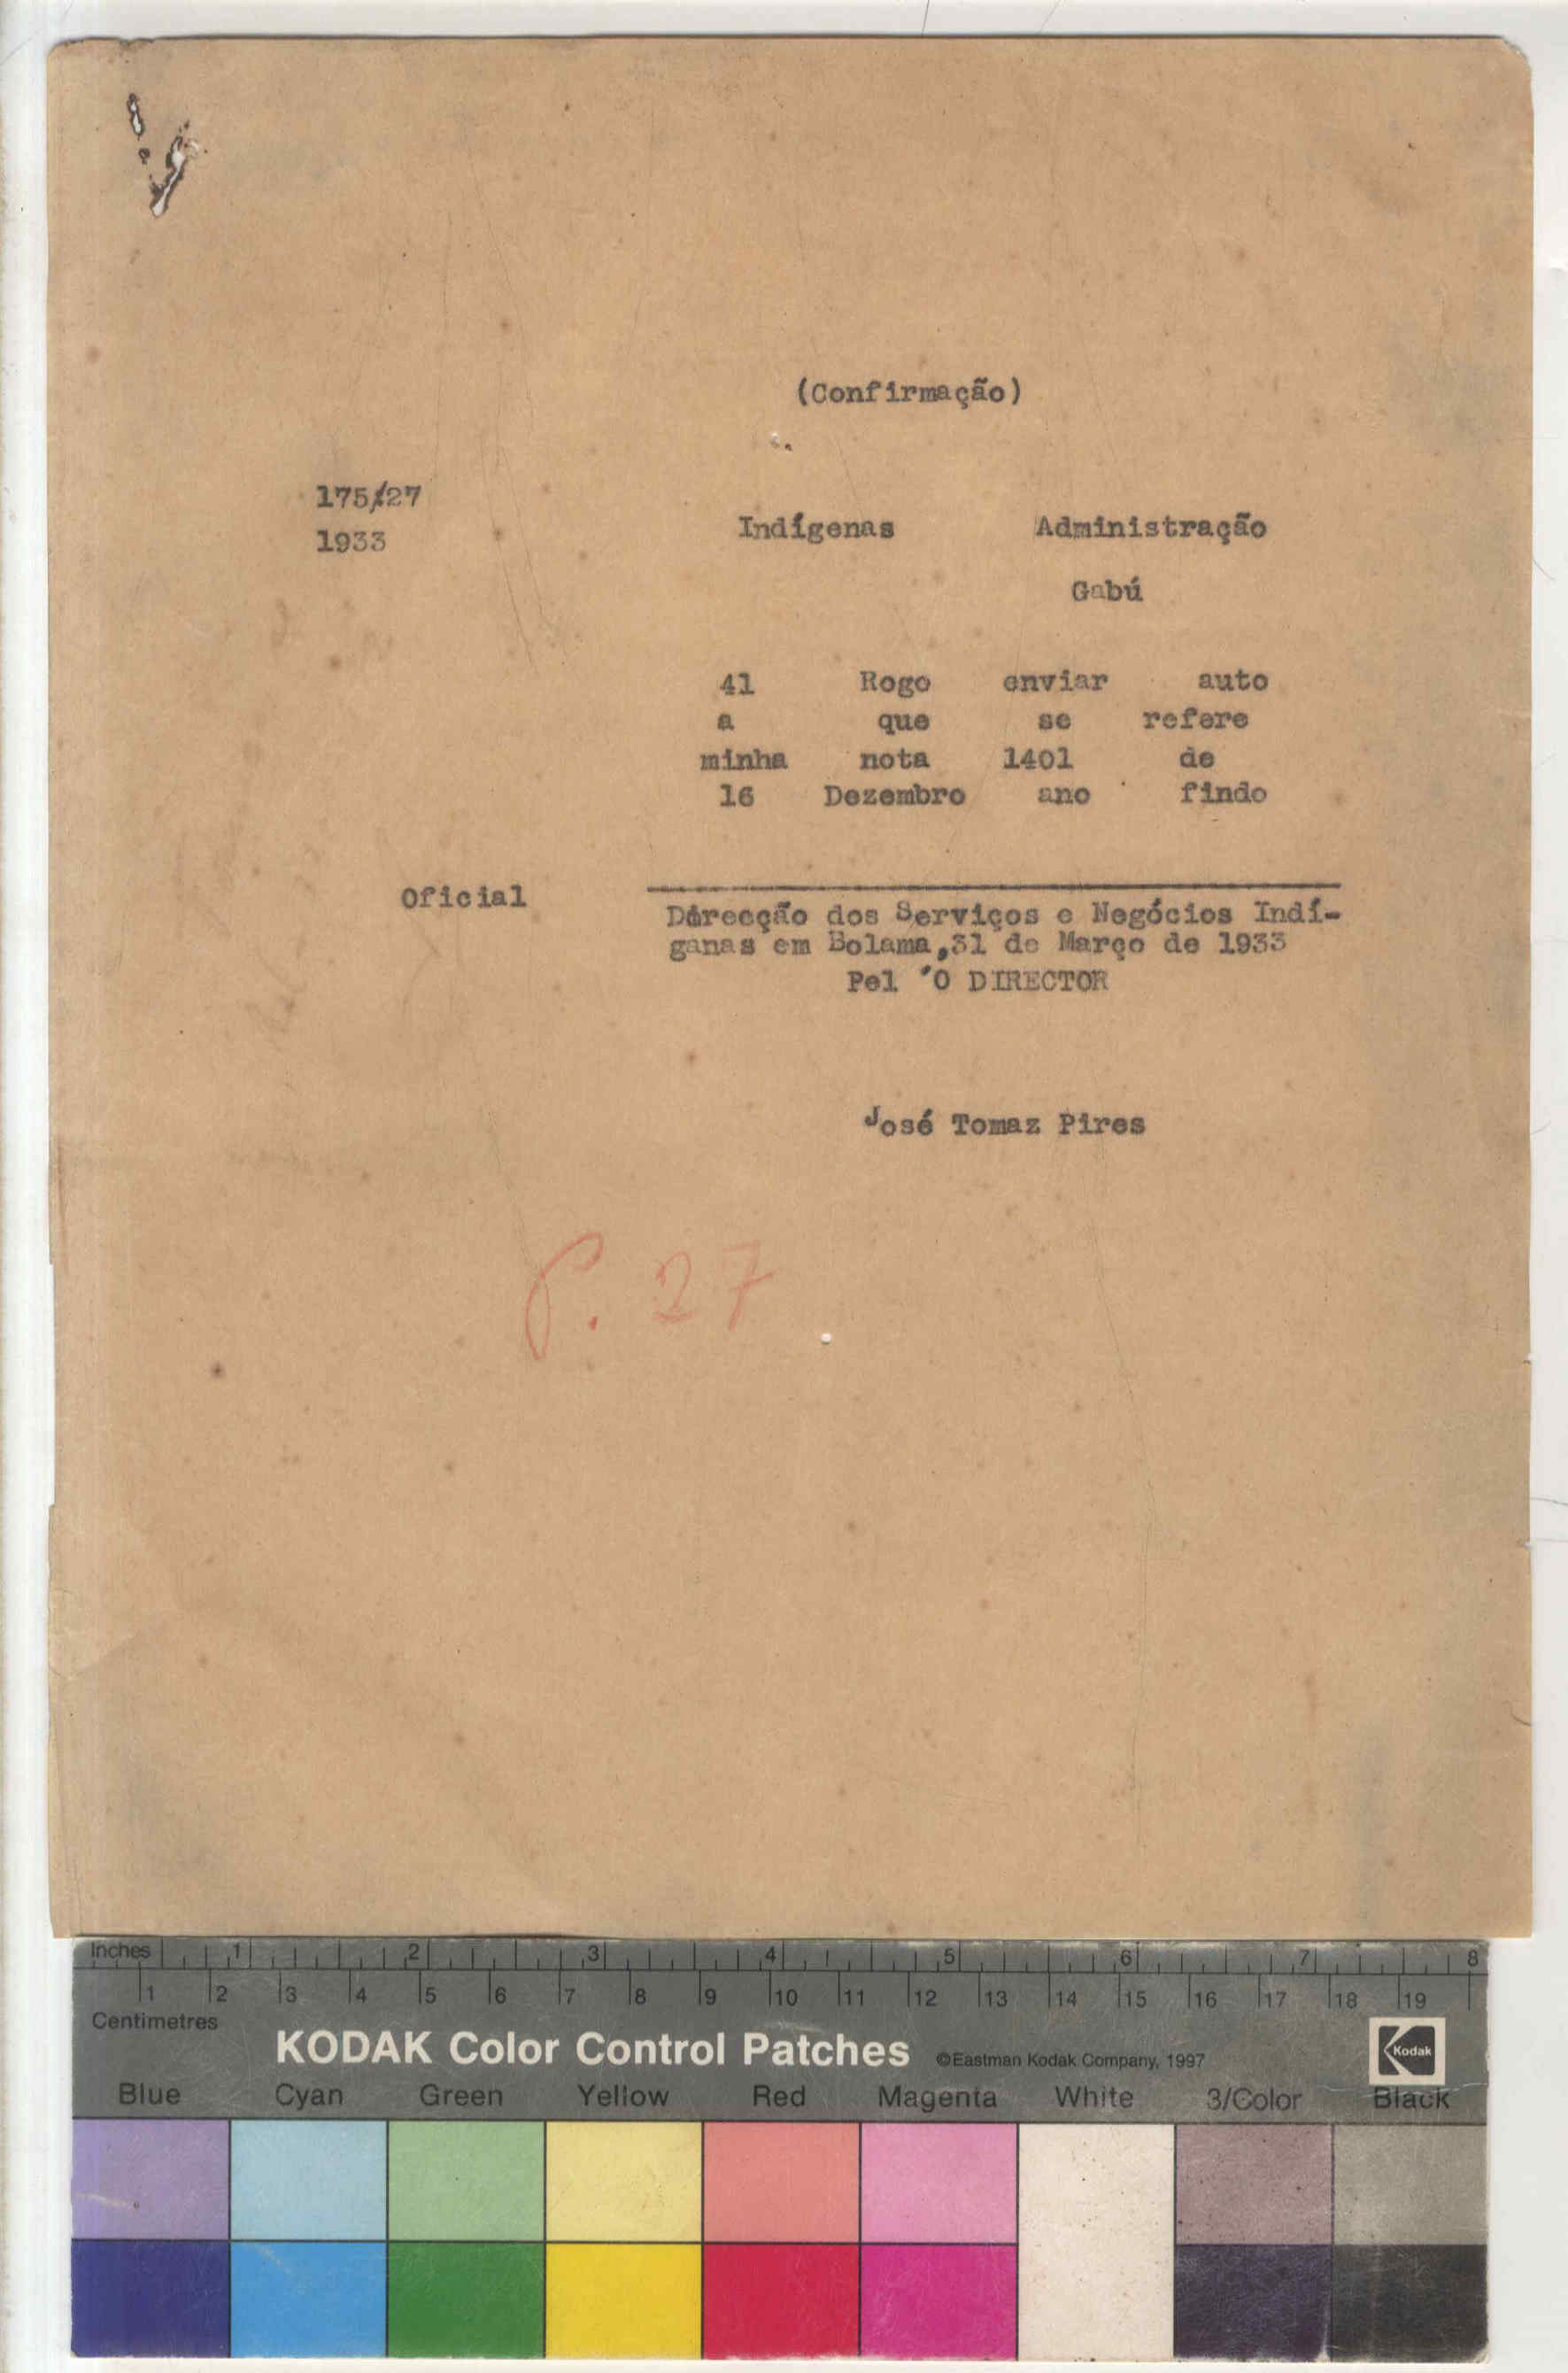 (Confirmação)
175/27
1933
Indígenas Administração
Gabú
41 Rogo enviar auto
a que se refere
minha nota 1401 de
16 Dezembro ano findo
Oficial
Direcção dos Serviços e Negócios Indí-
ganas em Bolama,31 de Março de 1933
Pel 'O DIRECTOR
José Tomaz Pires
P. 27
Inches 1 2 3 4 5 6 7 8
1 2 3 4 5 6 7 8 9 10 11 12 13 14 15 16 17 18 19
Centimetres
KODAK Color Control Patches ©Eastman Kodak Company, 1997 Kodak
Blue Cyan Green Yellow Red Magenta White 3/Color Black